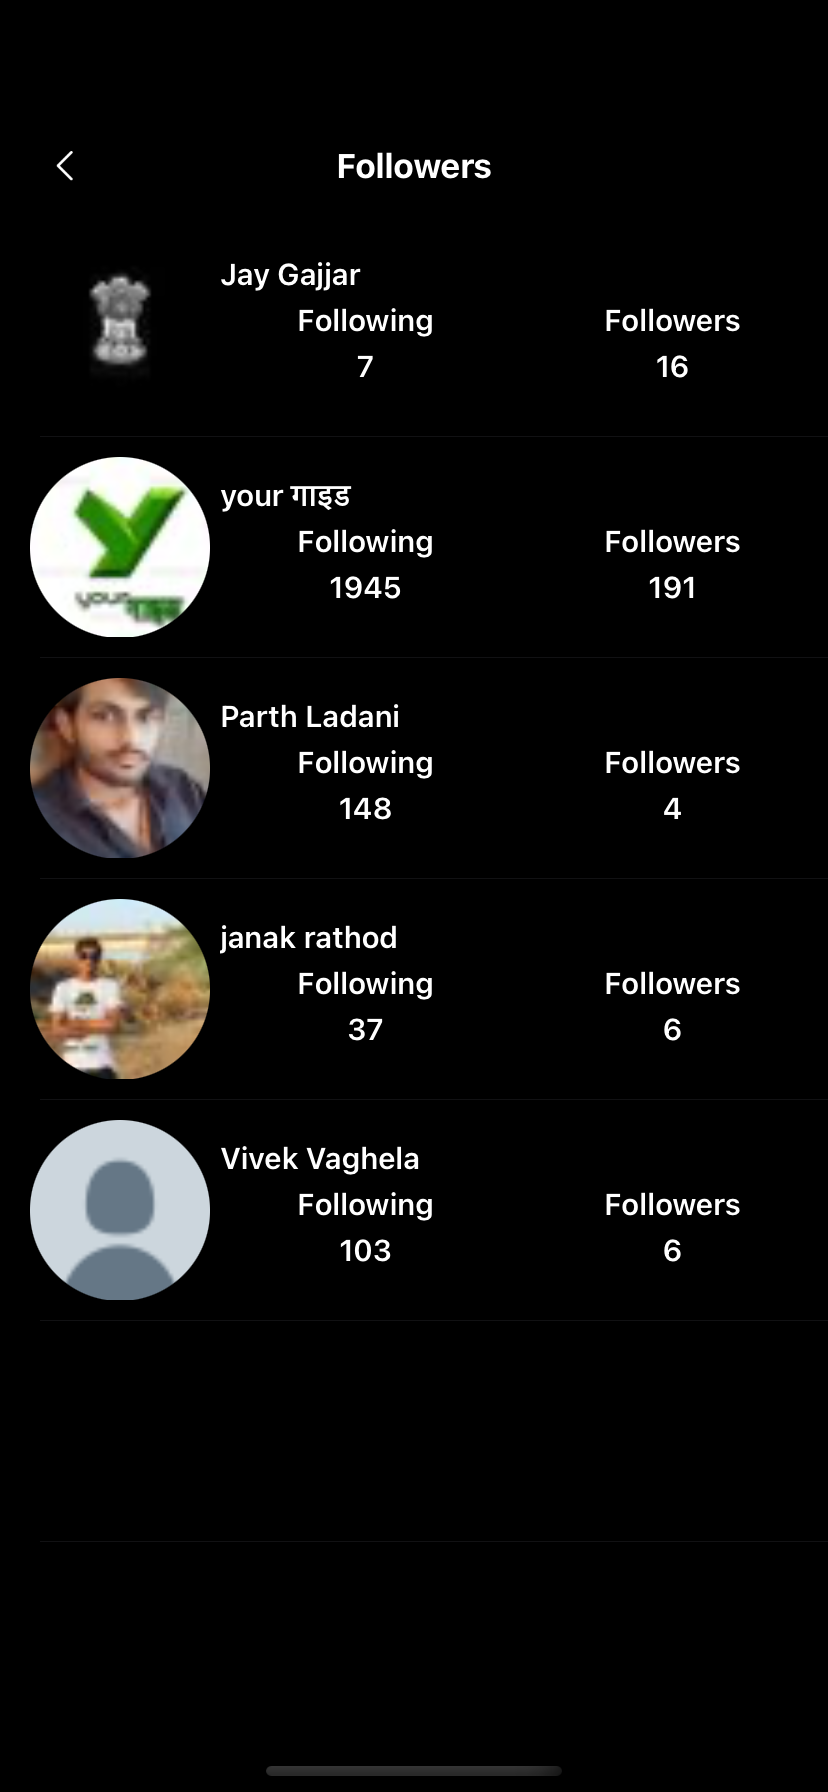 Followers
Jay Gajjar
Following Followers
7 16
your गाइड
Following Followers
1945 191
your
Parth Ladani
Following Followers
148 4
janak rathod
Following Followers
37 6
Vivek Vaghela
Following Followers
103 6